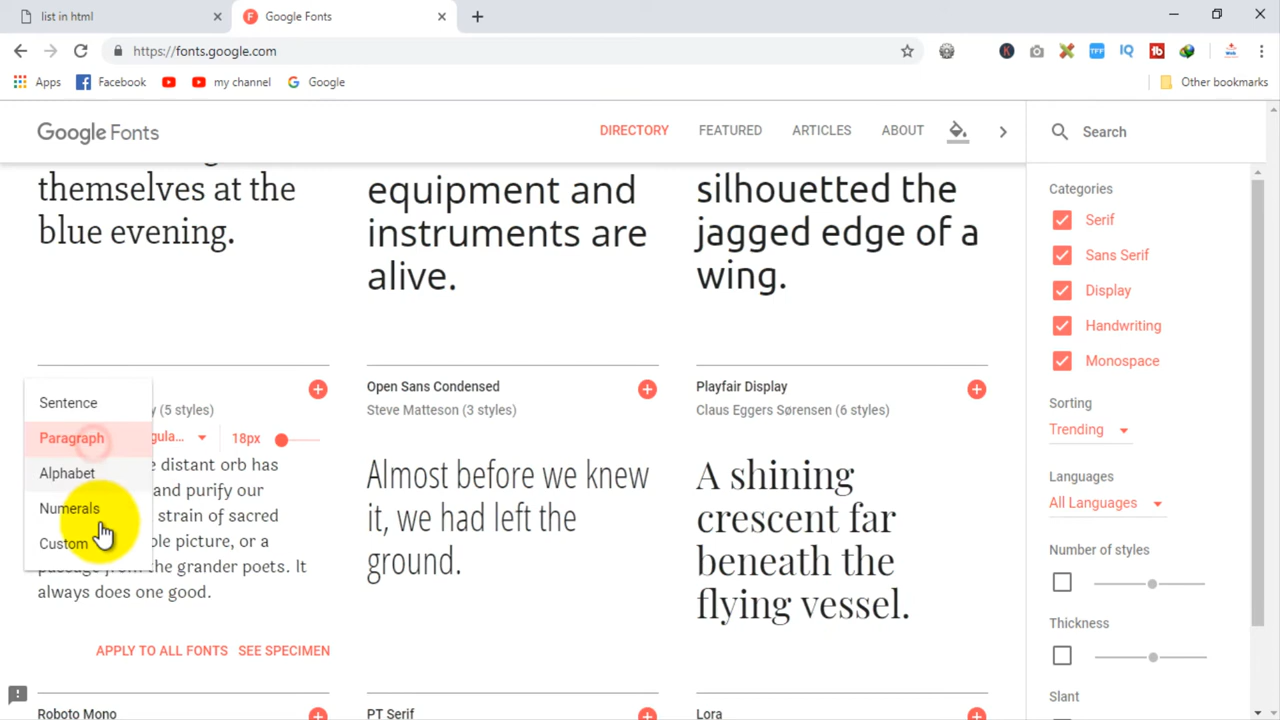 list in html
Google Fonts
https://fonts.google.com
Apps
Facebook
my channel
Google
Other bookmarks
Google Fonts
DIRECTORY
FEATURED
ARTICLES
ABOUT
Search
themselves at the
blue evening.
equipment and
instruments are
alive.
silhouetted the
jagged edge of a
wing.
Categories
Serif
Sans Serif
Display
Handwriting
Monospace
Sorting
Trending
Languages
All Languages
Number of styles
Thickness
Slant
Sentence
Paragraph
Alphabet
Numerals
Custom
(5 styles)
18px
distant orb has
and purify our
strain of sacred
picture, or a
the grander poets. It
always does one good.
APPLY TO ALL FONTS SEE SPECIMEN
Open Sans Condensed
Steve Matteson (3 styles)
Almost before we knew
it, we had left the
ground.
Playfair Display
Claus Eggers Sørensen (6 styles)
A shining
crescent far
beneath the
flying vessel.
Roboto Mono
PT Serif
Lora